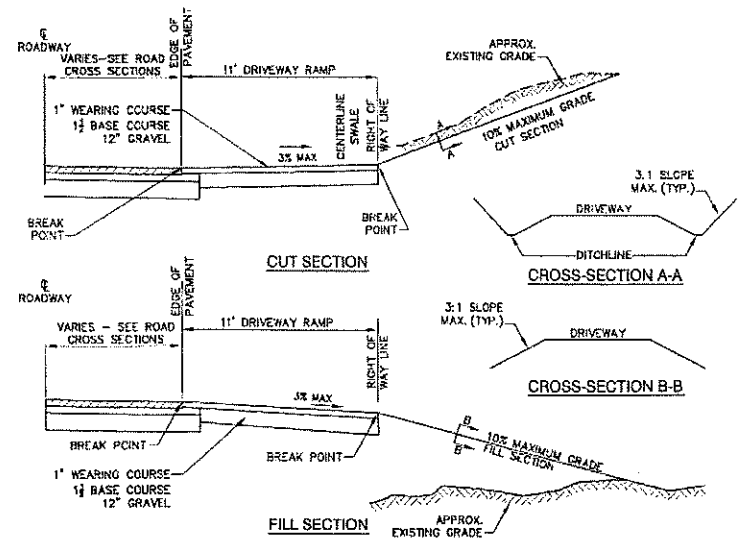 ℄
ROADWAY
VARIES-SEE ROAD
CROSS SECTIONS
EDGE OF
PAVEMENT
11' DRIVEWAY RAMP
1" WEARING COURSE
1½ BASE COURSE
12" GRAVEL
3% MAX
CENTERLINE
SWALE
RIGHT OF
WAY LINE
APPROX.
EXISTING GRADE
A
A
10% MAXIMUM GRADE
CUT SECTION
BREAK
POINT
BREAK
POINT
CUT SECTION
3:1 SLOPE
MAX. (TYP.)
DRIVEWAY
DITCHLINE
CROSS-SECTION A-A
℄
ROADWAY
VARIES - SEE ROAD
CROSS SECTIONS
EDGE OF
PAVEMENT
11' DRIVEWAY RAMP
RIGHT OF
WAY LINE
3% MAX
BREAK POINT
BREAK POINT
1" WEARING COURSE
1½ BASE COURSE
12" GRAVEL
B
B
10% MAXIMUM GRADE
FILL SECTION
APPROX.
EXISTING GRADE
FILL SECTION
3:1 SLOPE
MAX. (TYP.)
DRIVEWAY
CROSS-SECTION B-B